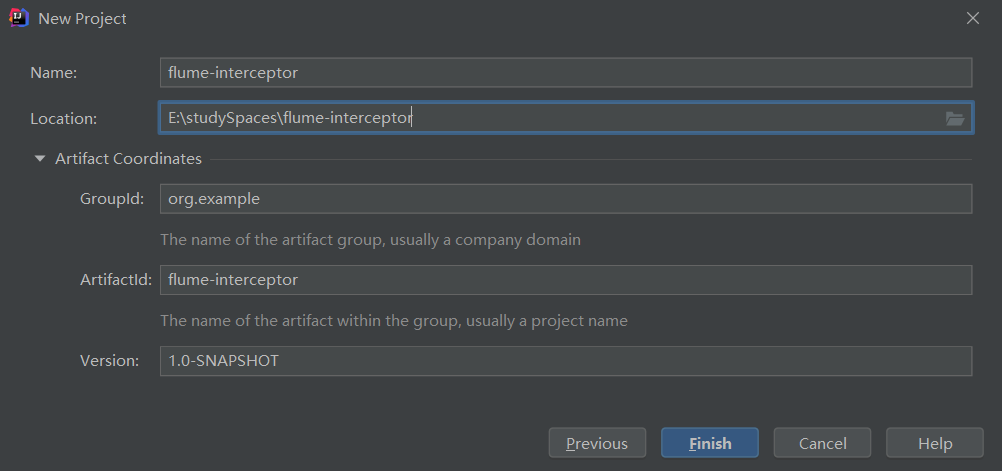 New Project
Name: flume-interceptor
Location: E:\studySpaces\flume-interceptor
Artifact Coordinates
GroupId: org.example
The name of the artifact group, usually a company domain
ArtifactId: flume-interceptor
The name of the artifact within the group, usually a project name
Version: 1.0-SNAPSHOT
Previous Finish Cancel Help